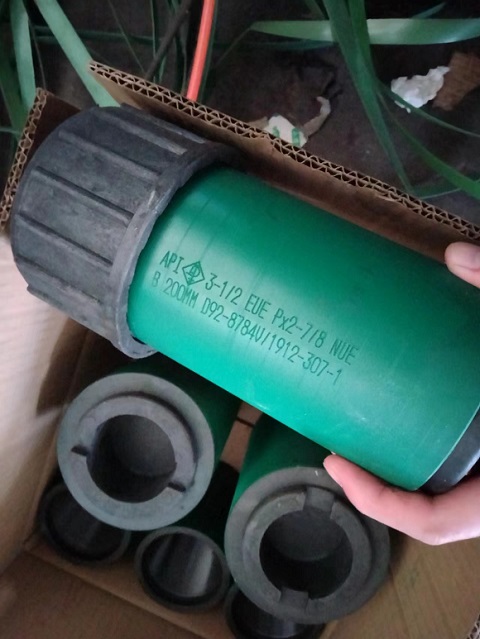 API 3-1/2 EUE Px2-7/8 NUE
B 200MM D92-8784V/1912-307-1